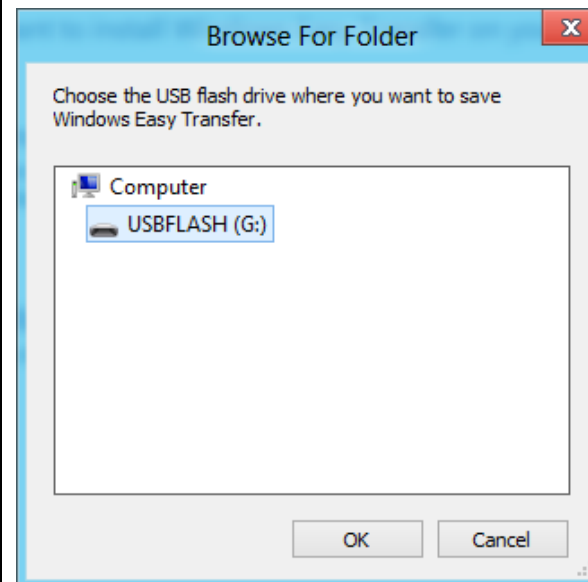 Browse For Folder
Choose the USB flash drive where you want to save
Windows Easy Transfer.
Computer
USBFLASH (G:)
OK
Cancel